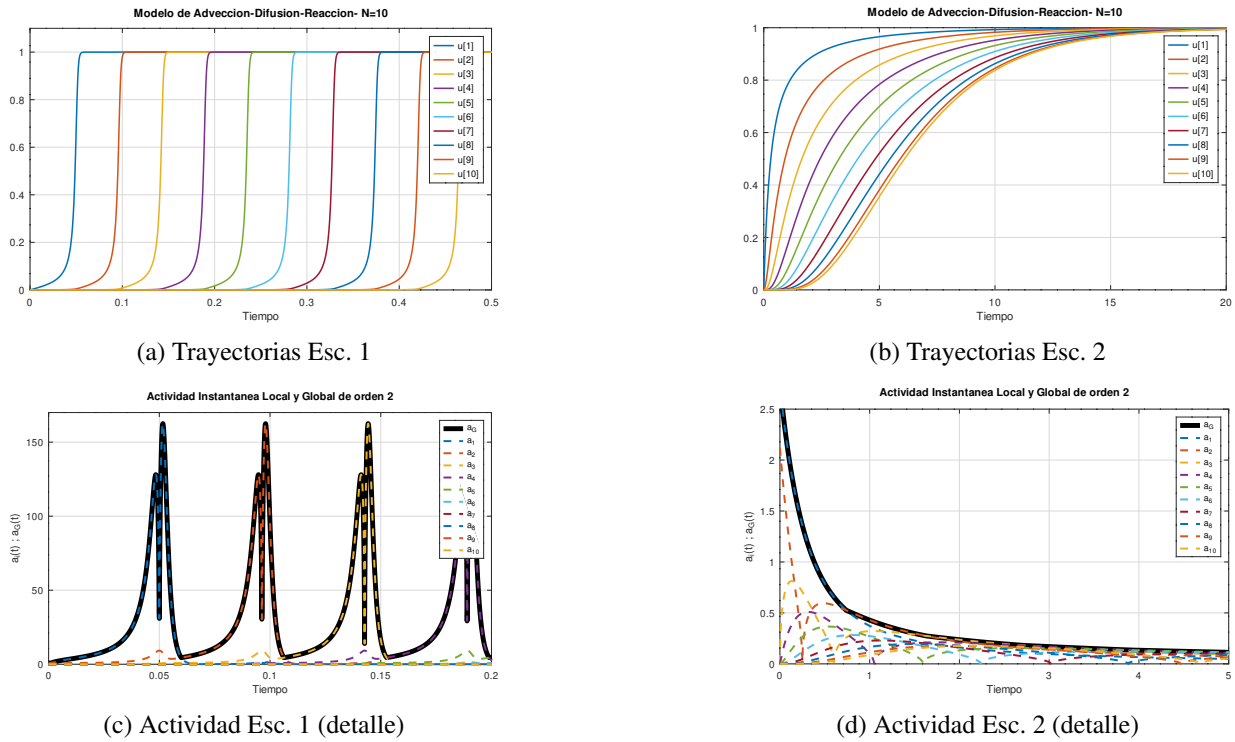 Modelo de Adveccion-Difusion-Reaccion- N=10
1
0.8
0.6
0.4
0.2
0
0
0.1
0.2
0.3
0.4
0.5
Tiempo
u[1]
u[2]
u[3]
u[4]
u[5]
u[6]
u[7]
u[8]
u[9]
u[10]
(a) Trayectorias Esc. 1
Modelo de Adveccion-Difusion-Reaccion- N=10
1
0.8
0.6
0.4
0.2
0
0
5
10
15
20
Tiempo
u[1]
u[2]
u[3]
u[4]
u[5]
u[6]
u[7]
u[8]
u[9]
u[10]
(b) Trayectorias Esc. 2
Actividad Instantanea Local y Global de orden 2
a_i(t) ; a_G(t)
150
100
50
0
0
0.05
0.1
0.15
0.2
Tiempo
a_G
a_1
a_2
a_3
a_4
a_5
a_6
a_7
a_8
a_9
a_10
(c) Actividad Esc. 1 (detalle)
Actividad Instantanea Local y Global de orden 2
a_i(t) ; a_G(t)
2.5
2
1.5
1
0.5
0
0
1
2
3
4
5
Tiempo
a_G
a_1
a_2
a_3
a_4
a_5
a_6
a_7
a_8
a_9
a_10
(d) Actividad Esc. 2 (detalle)